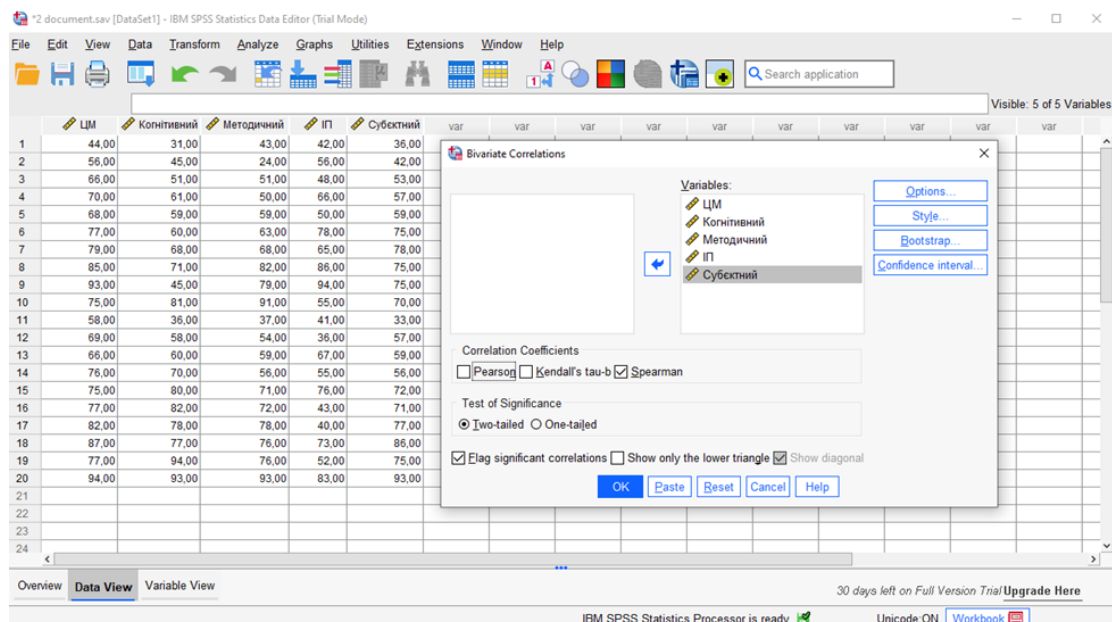 *2 document.sav [DataSet1] - IBM SPSS Statistics Data Editor (Trial Mode)
File Edit View Data Transform Analyze Graphs Utilities Extensions Window Help
Search application
Visible: 5 of 5 Variables
ЦМ Когнітивний Методичний ІП Субєктний var var var var var var var var var var
1 44,00 31,00 43,00 42,00 36,00
2 56,00 45,00 24,00 56,00 42,00
3 66,00 51,00 51,00 48,00 53,00
4 70,00 61,00 50,00 66,00 57,00
5 68,00 59,00 59,00 50,00 59,00
6 77,00 60,00 63,00 78,00 75,00
7 79,00 68,00 68,00 65,00 78,00
8 85,00 71,00 82,00 86,00 75,00
9 93,00 45,00 79,00 94,00 75,00
10 75,00 81,00 91,00 55,00 70,00
11 58,00 36,00 37,00 41,00 33,00
12 69,00 58,00 54,00 36,00 57,00
13 66,00 60,00 59,00 67,00 59,00
14 76,00 70,00 56,00 55,00 56,00
15 75,00 80,00 71,00 76,00 72,00
16 77,00 82,00 72,00 43,00 71,00
17 82,00 78,00 78,00 40,00 77,00
18 87,00 77,00 76,00 73,00 86,00
19 77,00 94,00 76,00 52,00 75,00
20 94,00 93,00 93,00 83,00 93,00
21
22
23
24
Bivariate Correlations
Variables:
ЦМ
Когнітивний
Методичний
ІП
Субєктний
Options...
Style...
Bootstrap...
Confidence interval...
Correlation Coefficients
Pearson Kendall's tau-b Spearman
Test of Significance
Two-tailed One-tailed
Flag significant correlations Show only the lower triangle Show diagonal
OK Paste Reset Cancel Help
Overview Data View Variable View
30 days left on Full Version Trial Upgrade Here
IBM SPSS Statistics Processor is ready Unicode:ON Workbook